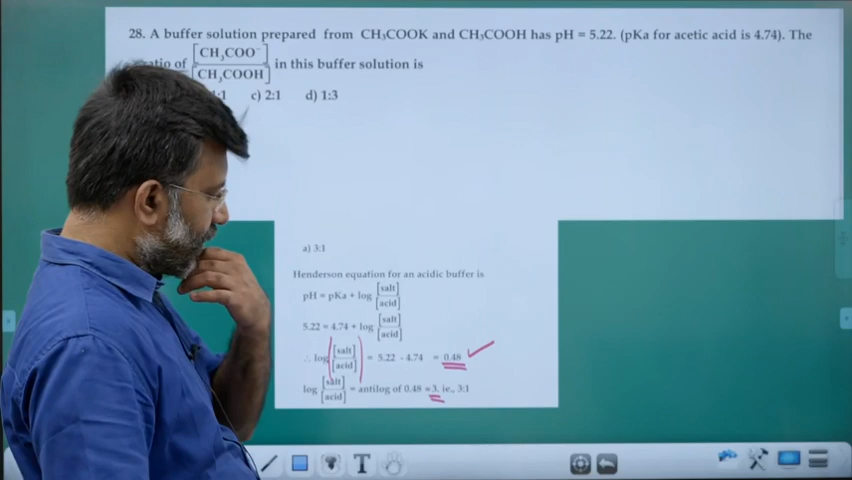 28. A buffer solution prepared from CH₃COOK and CH₃COOH has pH = 5.22. (pKa for acetic acid is 4.74). The
ratio of [CH₃COO⁻]/[CH₃COOH] in this buffer solution is
:1 c) 2:1 d) 1:3
a) 3:1
Henderson equation for an acidic buffer is
pH = pKa + log [salt]/[acid]
5.22 = 4.74 + log [salt]/[acid]
∴ log [salt]/[acid] = 5.22 - 4.74 = 0.48
log [salt]/[acid] = antilog of 0.48 = 3. ie., 3:1
T